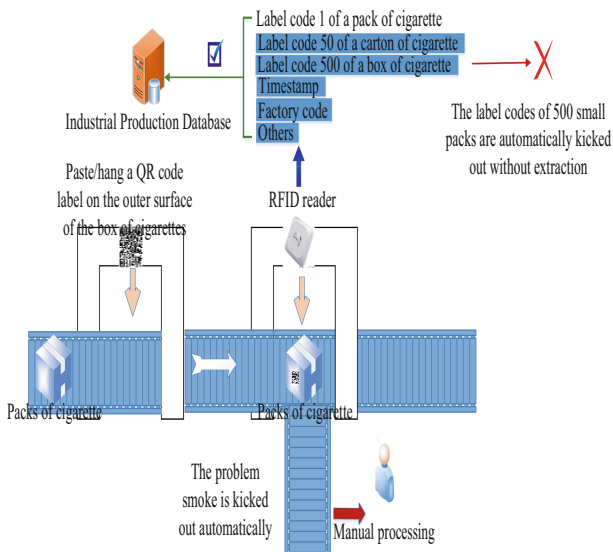 Label code 1 of a pack of cigarette
Label code 50 of a carton of cigarette
Label code 500 of a box of cigarette
Timestamp
Factory code
Others
Industrial Production Database
The label codes of 500 small
packs are automatically kicked
out without extraction
Paste/hang a QR code
label on the outer surface
of the box of cigarettes
RFID reader
Packs of cigarette
Packs of cigarette
The problem
smoke is kicked
out automatically
Manual processing